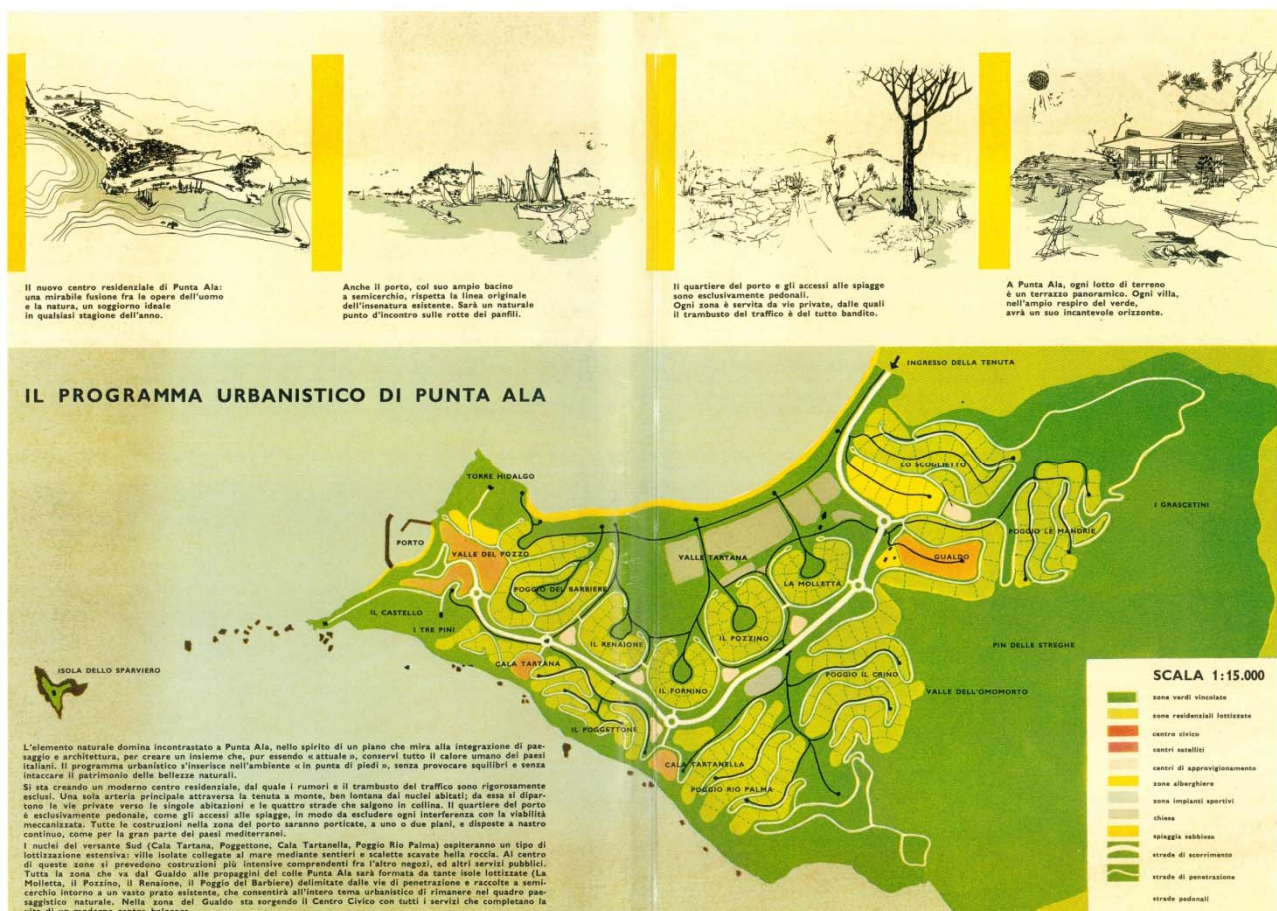 Il nuovo centro residenziale di Punta Ala:
una mirabile fusione fra le opere dell'uomo
e la natura, un soggiorno ideale
in qualsiasi stagione dell'anno.
Anche il porto, col suo ampio bacino
a semicerchio, rispetta la linea originale
dell'insenatura esistente. Sarà un naturale
punto d'incontro sulle rotte dei panfili.
Il quartiere del porto e gli accessi alle spiagge
sono esclusivamente pedonali.
Ogni zona è servita da vie private, dalle quali
il trambusto del traffico è del tutto bandito.
A Punta Ala, ogni lotto di terreno
è un terrazzo panoramico. Ogni villa,
nell'ampio respiro del verde,
avrà un suo incantevole orizzonte.
IL PROGRAMMA URBANISTICO DI PUNTA ALA
INGRESSO DELLA TENUTA
LO SCOGLIETTO
TORRE HIDALGO
I GRASCETINI
POGGIO LE MANDRIE
PORTO
VALLE DEL POZZO
VALLE TARTANA
GUALDO
LA MOLLETTA
POGGIO DEL BARBIERE
IL CASTELLO
I TRE PINI
IL RENAIONE
IL POZZINO
PIN DELLE STREGHE
CALA TARTANA
ISOLA DELLO SPARVIERO
POGGIO IL CRINO
IL FORNINO
VALLE DELL'OMOMORTO
IL POGGETTONE
CALA TARTANELLA
POGGIO RIO PALMA
SCALA 1:15.000
zone verdi vincolate
zone residenziali lottizzate
centro civico
centri satelliti
centri di approvigionamento
zone alberghiere
zona impianti sportivi
chiesa
spiaggia sabbiosa
strade di scorrimento
strade di penetrazione
strade pedonali
L'elemento naturale domina incontrastato a Punta Ala, nello spirito di un piano che mira alla integrazione di pae-
saggio e architettura, per creare un insieme che, pur essendo « attuale », conservi tutto il calore umano dei paesi
italiani. Il programma urbanistico s'inserisce nell'ambiente « in punta di piedi », senza provocare squilibri e senza
intaccare il patrimonio delle bellezze naturali.
Si sta creando un moderno centro residenziale, dal quale i rumori e il trambusto del traffico sono rigorosamente
esclusi. Una sola arteria principale attraversa la tenuta a monte, ben lontana dai nuclei abitati; da essa si dipar-
tono le vie private verso le singole abitazioni e le quattro strade che salgono in collina. Il quartiere del porto
è esclusivamente pedonale, come gli accessi alle spiagge, in modo da escludere ogni interferenza con la viabilità
meccanizzata. Tutte le costruzioni nella zona del porto saranno porticate, a uno o due piani, e disposte a nastro
continuo, come per la gran parte dei paesi mediterranei.
I nuclei del versante Sud (Cala Tartana, Poggettone, Cala Tartanella, Poggio Rio Palma) ospiteranno un tipo di
lottizzazione estensiva: ville isolate collegate al mare mediante sentieri e scalette scavate hella roccia. Al centro
di queste zone si prevedono costruzioni più intensive comprendenti fra l'altro negozi, ed altri servizi pubblici.
Tutta la zona che va dal Gualdo alle propaggini del colle Punta Ala sarà formata da tante isole lottizzate (La
Molletta, il Pozzino, il Renaione, il Poggio del Barbiere) delimitate dalle vie di penetrazione e raccolte a semi-
cerchio intorno a un vasto prato esistente, che consentirà all'intero tema urbanistico di rimanere nel quadro pae-
saggistico naturale. Nella zona del Gualdo sta sorgendo il Centro Civico con tutti i servizi che completano la
vita di un moderno centro balneare.